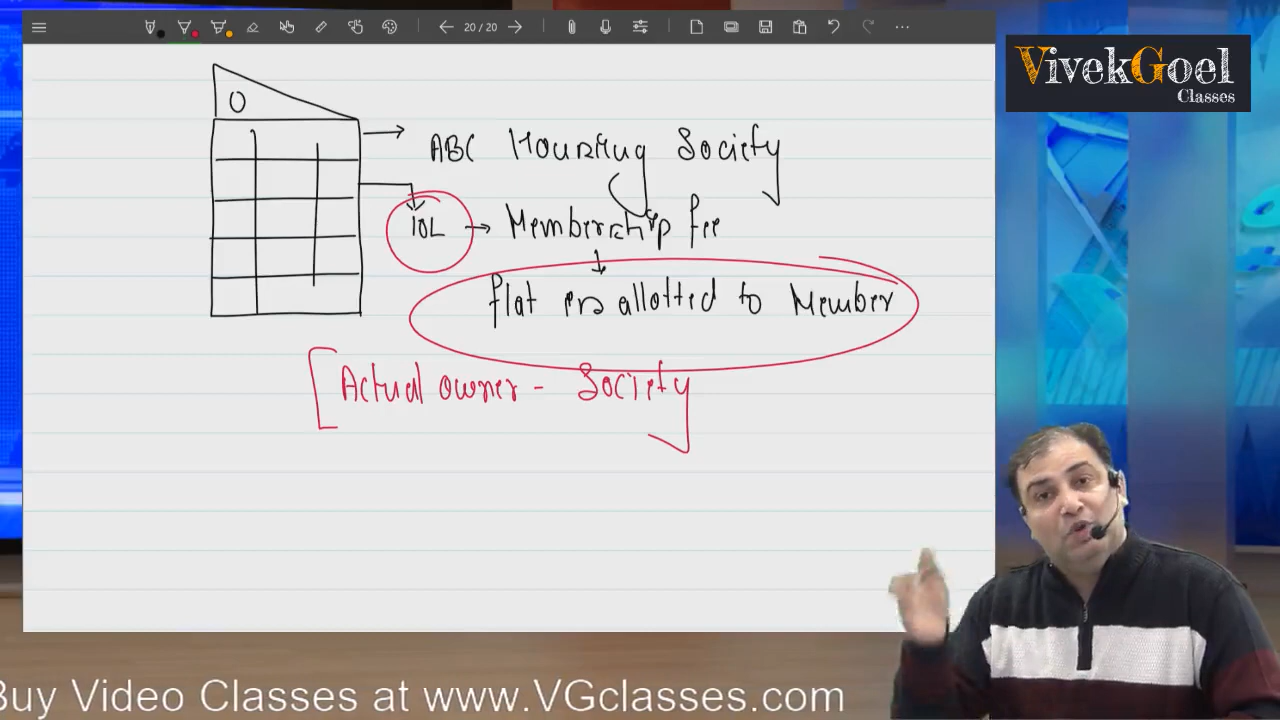 20/20
VivekGoel
Classes
O
ABC Housing Society
10L → Membership fee
flat is allotted to Member
Actual owner - Society
Buy Video Classes at www.VGclasses.com